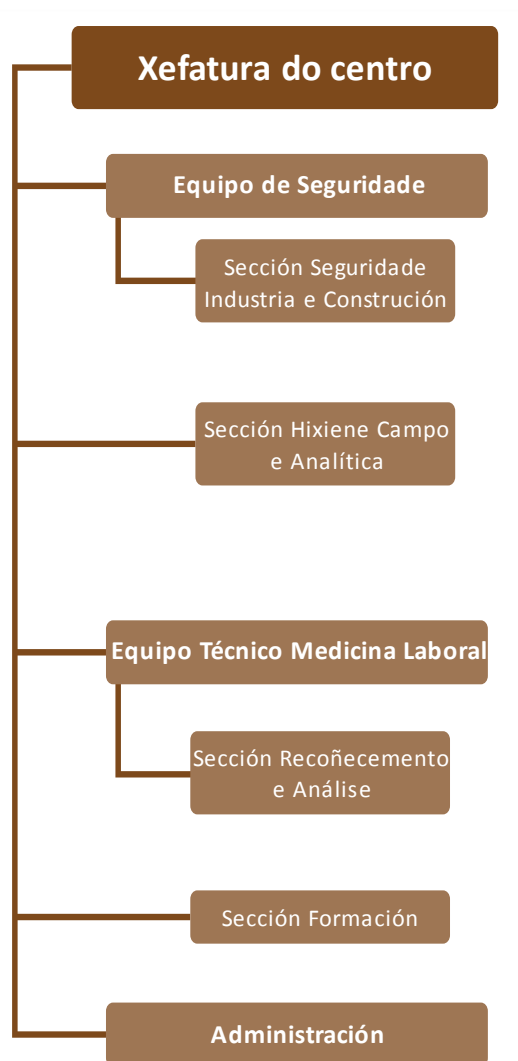 Xefatura do centro
Equipo de Seguridade
Sección Seguridade
Industria e Construción
Sección Hixiene Campo
e Analítica
Equipo Técnico Medicina Laboral
Sección Recoñecemento
e Análise
Sección Formación
Administración